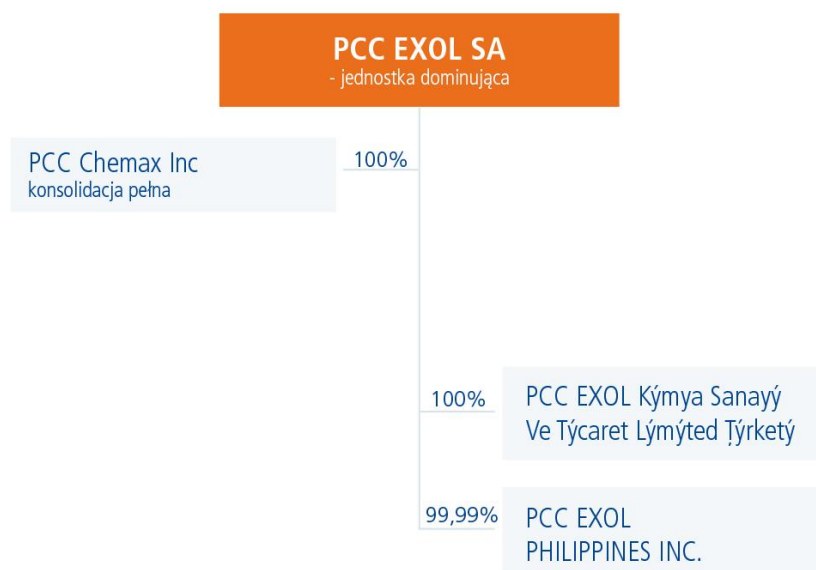 PCC EXOL SA
- jednostka dominująca
PCC Chemax Inc
konsolidacja pełna
100%
100%
PCC EXOL Kýmya Sanayý
Ve Týcaret Lýmýted Ţýrketý
99,99%
PCC EXOL
PHILIPPINES INC.